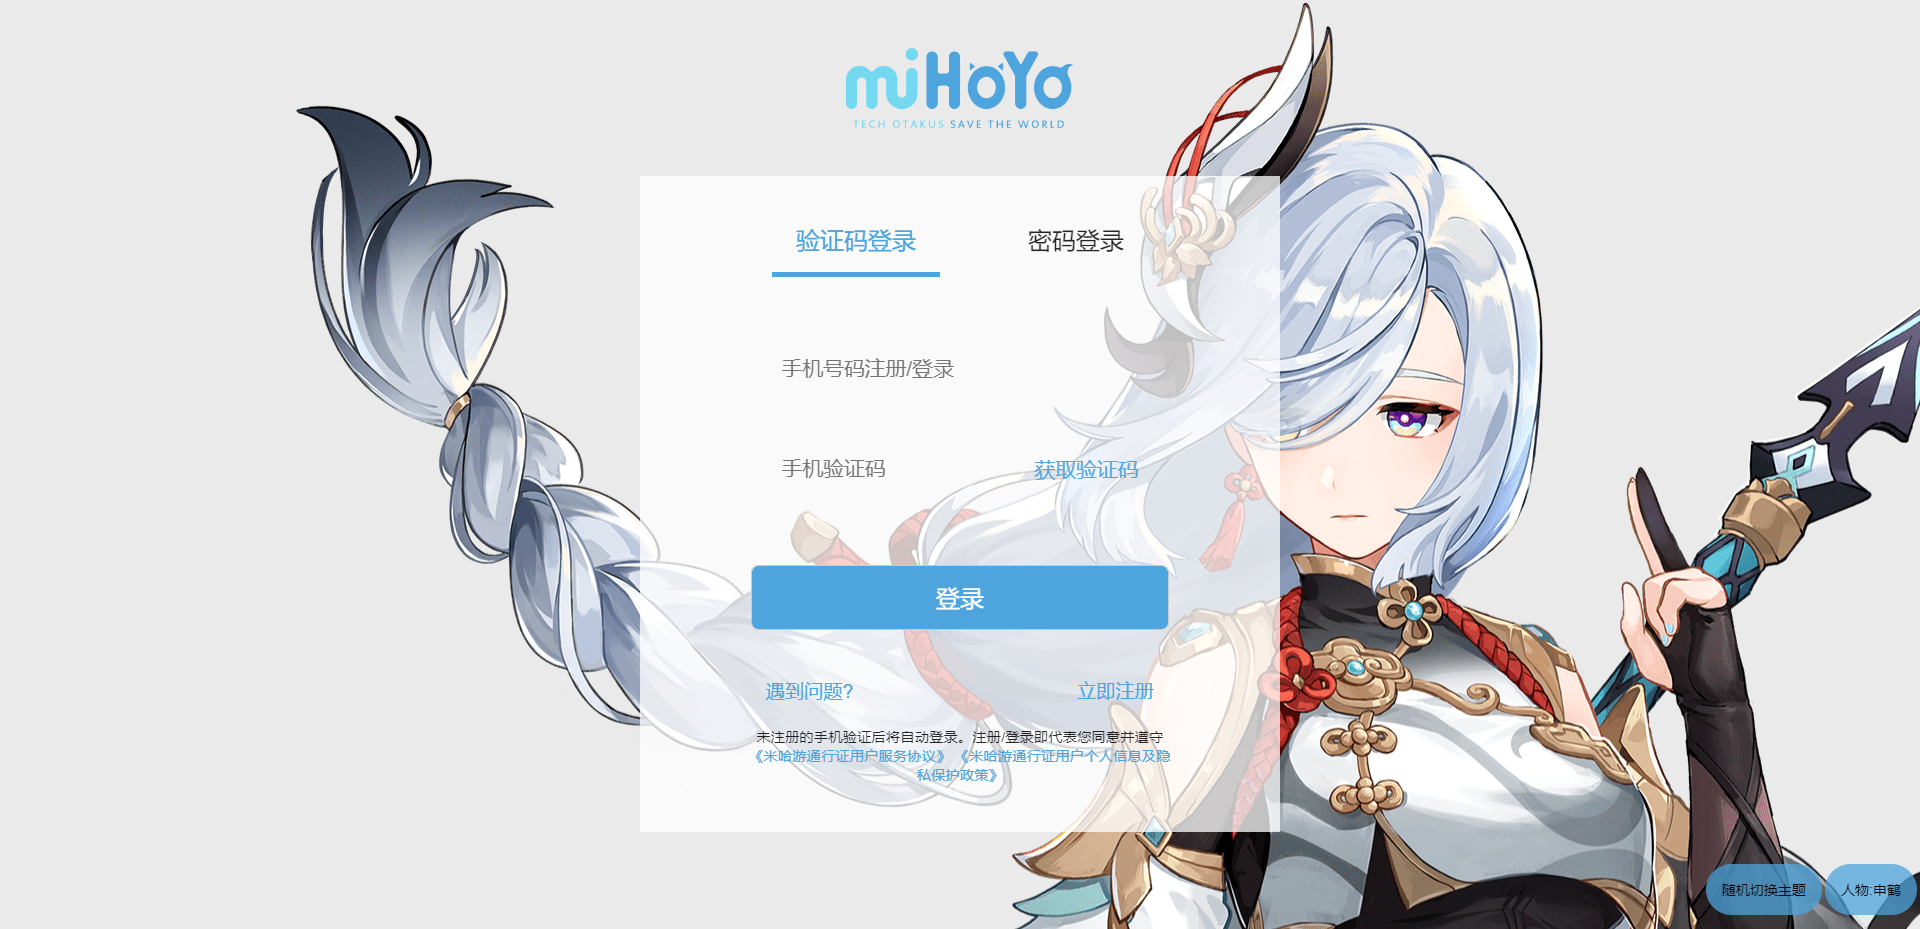 miHoYo
TECH OTAKUS SAVE THE WORLD
验证码登录
密码登录
手机号码注册/登录
手机验证码
获取验证码
登录
遇到问题?
立即注册
未注册的手机验证后将自动登录。注册/登录即代表您同意并遵守
《米哈游通行证用户服务协议》 《米哈游通行证用户个人信息及隐
私保护政策》
随机切换主题
人物:申鹤